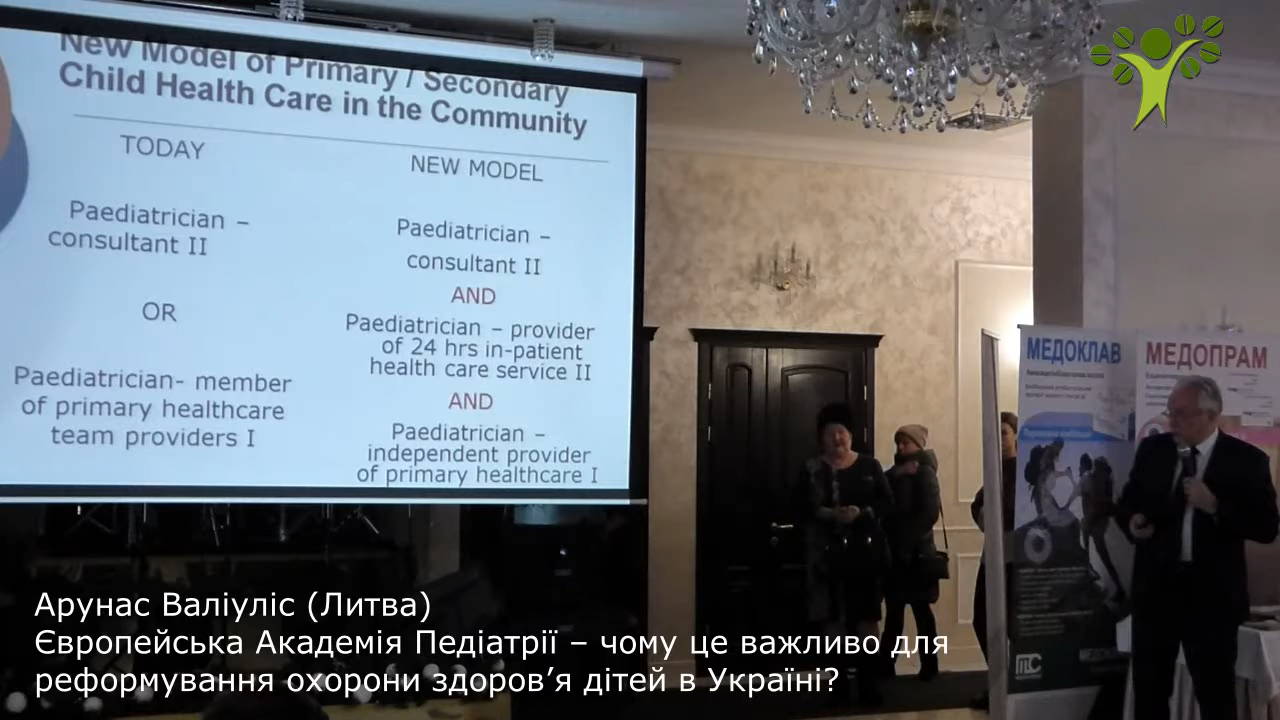 New Model of Primary / Secondary
Child Health Care in the Community
TODAY
Paediatrician –
consultant II
OR
Paediatrician- member
of primary healthcare
team providers I
NEW MODEL
Paediatrician –
consultant II
AND
Paediatrician – provider
of 24 hrs in-patient
health care service II
AND
Paediatrician –
independent provider
of primary healthcare I
МЕДОКЛАВ
МЕДОПРАМ
Арунас Валіуліс (Литва)
Європейська Академія Педіатрії – чому це важливо для
реформування охорони здоров’я дітей в Україні?